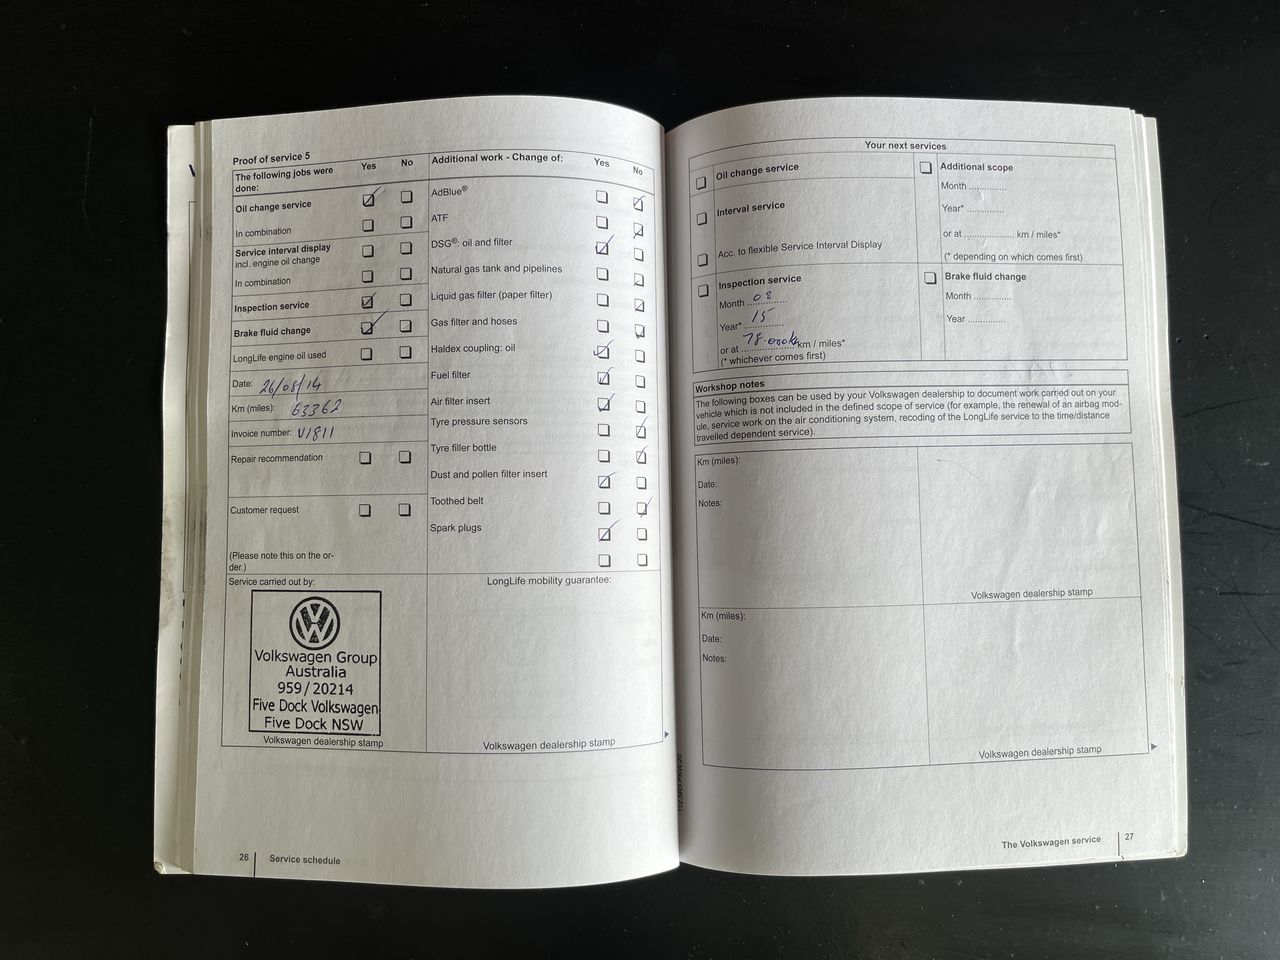 Proof of service 5
The following jobs were done: Yes No
Oil change service
In combination
Service interval display
incl. engine oil change
In combination
Inspection service
Brake fluid change
LongLife engine oil used
Date: 26/08/14
Km (miles): 63362
Invoice number: V1811
Repair recommendation
Customer request
(Please note this on the or-
der.)
Additional work - Change of: Yes No
AdBlue®
ATF
DSG®: oil and filter
Natural gas tank and pipelines
Liquid gas filter (paper filter)
Gas filter and hoses
Haldex coupling: oil
Fuel filter
Air filter insert
Tyre pressure sensors
Tyre filler bottle
Dust and pollen filter insert
Toothed belt
Spark plugs
Service carried out by:
Volkswagen Group
Australia
959/20214
Five Dock Volkswagen
Five Dock NSW
Volkswagen dealership stamp
LongLife mobility guarantee:
Volkswagen dealership stamp
26 Service schedule
Your next services
Oil change service
Interval service
Acc. to flexible Service Interval Display
Inspection service
Month 08
Year* 15
or at 78.000k km / miles*
(* whichever comes first)
Additional scope
Month ..............
Year* ..............
or at .................... km / miles*
(* depending on which comes first)
Brake fluid change
Month ..............
Year ..............
Workshop notes
The following boxes can be used by your Volkswagen dealership to document work carried out on your
vehicle which is not included in the defined scope of service (for example, the renewal of an airbag mod-
ule, service work on the air conditioning system, recoding of the LongLife service to the time/distance
travelled dependent service).
Km (miles):
Date:
Notes:
Volkswagen dealership stamp
Km (miles):
Date:
Notes:
Volkswagen dealership stamp
The Volkswagen service 27